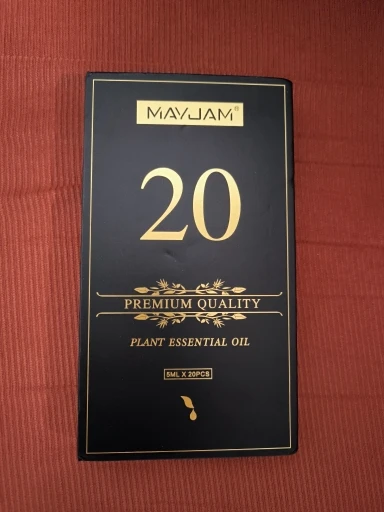 MAYJAM®
20
PREMIUM QUALITY
PLANT ESSENTIAL OIL
5ML X 20PCS